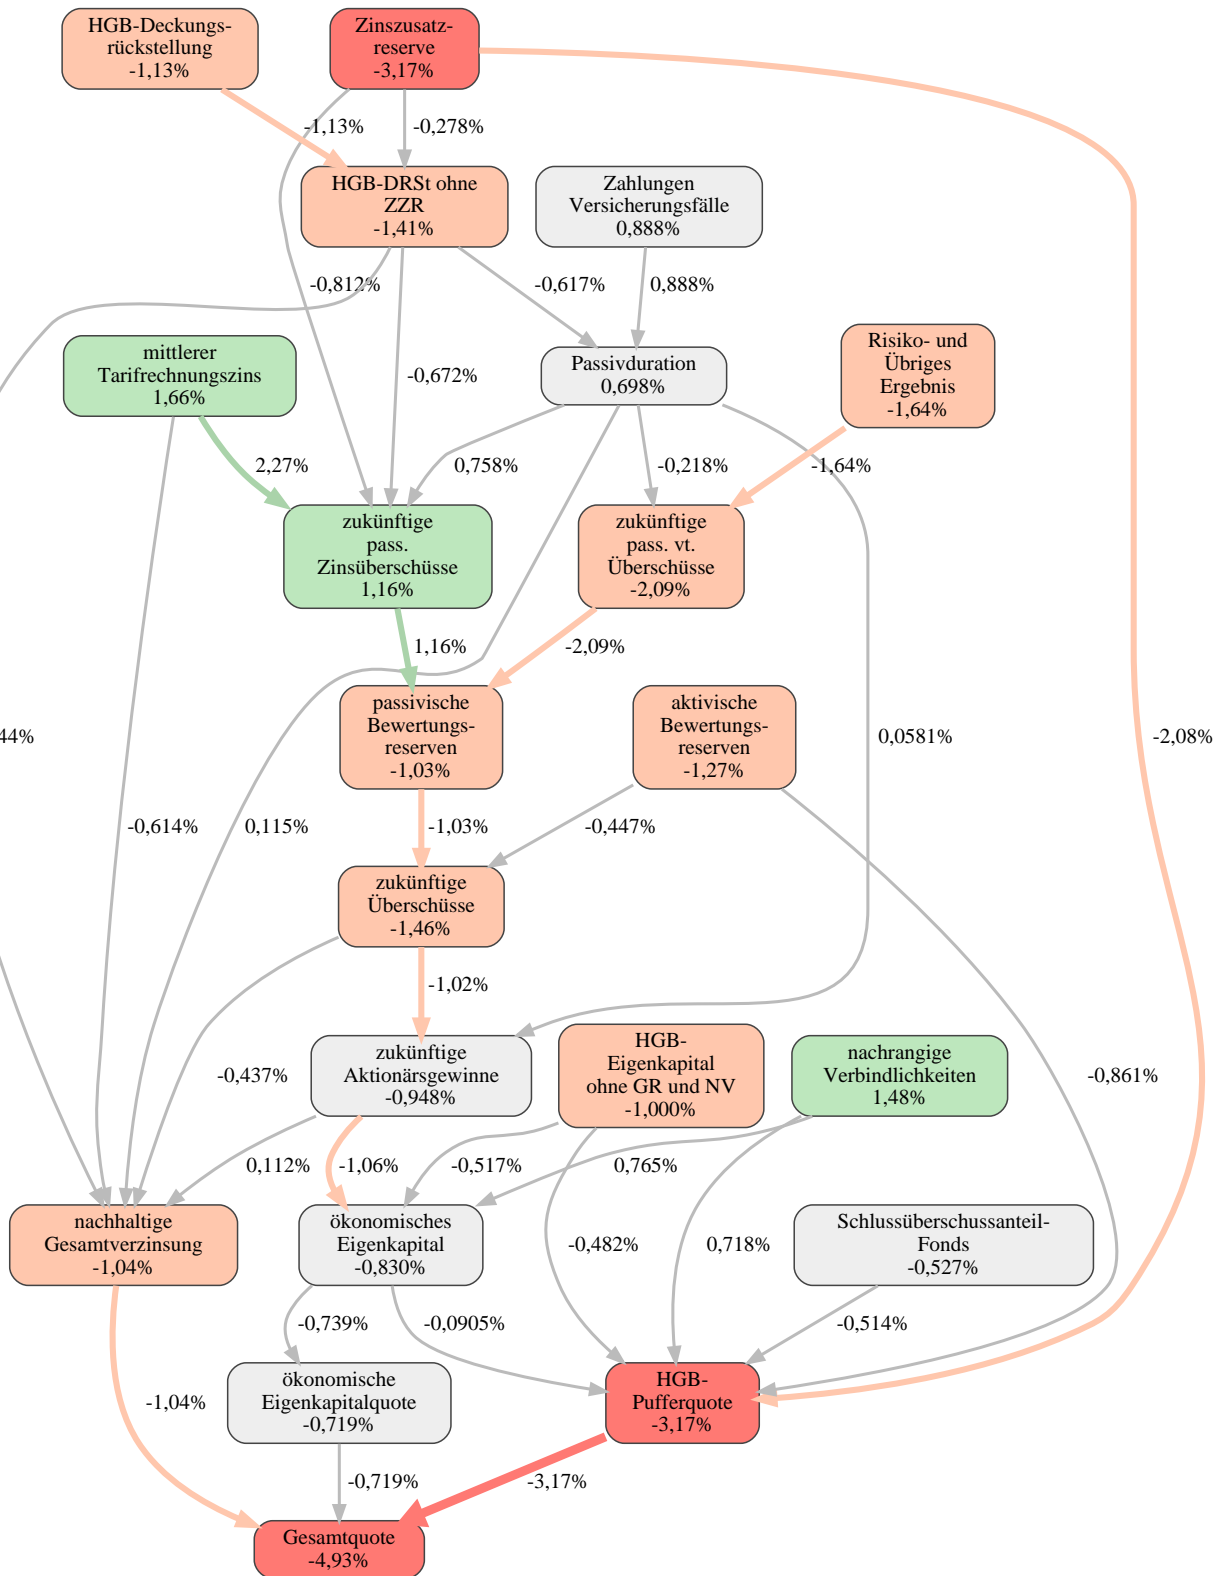 HGB-Deckungs-
rückstellung
-1,13%
Zinszusatz-
reserve
-3,17%
-1,13%
-0,278%
HGB-DRSt ohne
ZZR
-1,41%
Zahlungen
Versicherungsfälle
0,888%
-0,812%
-0,617%
0,888%
mittlerer
Tarifrechnungszins
1,66%
-0,672%
Passivduration
0,698%
Risiko- und
Übriges
Ergebnis
-1,64%
2,27%
0,758%
-0,218%
-1,64%
zukünftige
pass.
Zinsüberschüsse
1,16%
zukünftige
pass. vt.
Überschüsse
-2,09%
1,16%
-2,09%
passivische
Bewertungs-
reserven
-1,03%
aktivische
Bewertungs-
reserven
-1,27%
44%
0,0581%
-2,08%
-0,614%
0,115%
-1,03%
-0,447%
zukünftige
Überschüsse
-1,46%
-1,02%
-0,437%
zukünftige
Aktionärsgewinne
-0,948%
HGB-
Eigenkapital
ohne GR und NV
-1,000%
nachrangige
Verbindlichkeiten
1,48%
-0,861%
0,112%
-1,06%
-0,517%
0,765%
nachhaltige
Gesamtverzinsung
-1,04%
ökonomisches
Eigenkapital
-0,830%
-0,482%
0,718%
Schlussüberschussanteil-
Fonds
-0,527%
-0,739%
-0,0905%
-0,514%
-1,04%
ökonomische
Eigenkapitalquote
-0,719%
HGB-
Pufferquote
-3,17%
-0,719%
-3,17%
Gesamtquote
-4,93%